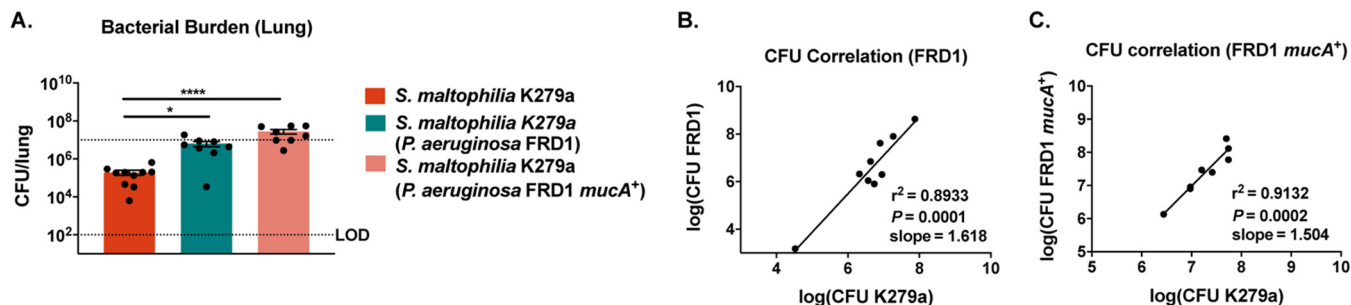 A.
Bacterial Burden (Lung)
CFU/lung
10^10
10^8
10^6
10^4
10^2
****
*
LOD
S. maltophilia K279a
S. maltophilia K279a
(P. aeruginosa FRD1)
S. maltophilia K279a
(P. aeruginosa FRD1 mucA+)
B.
CFU Correlation (FRD1)
log(CFU FRD1)
10
8
6
4
4
6
8
10
log(CFU K279a)
r² = 0.8933
P = 0.0001
slope = 1.618
C.
CFU correlation (FRD1 mucA+)
log(CFU FRD1 mucA+)
10
9
8
7
6
5
5
6
7
8
9
10
log(CFU K279a)
r² = 0.9132
P = 0.0002
slope = 1.504